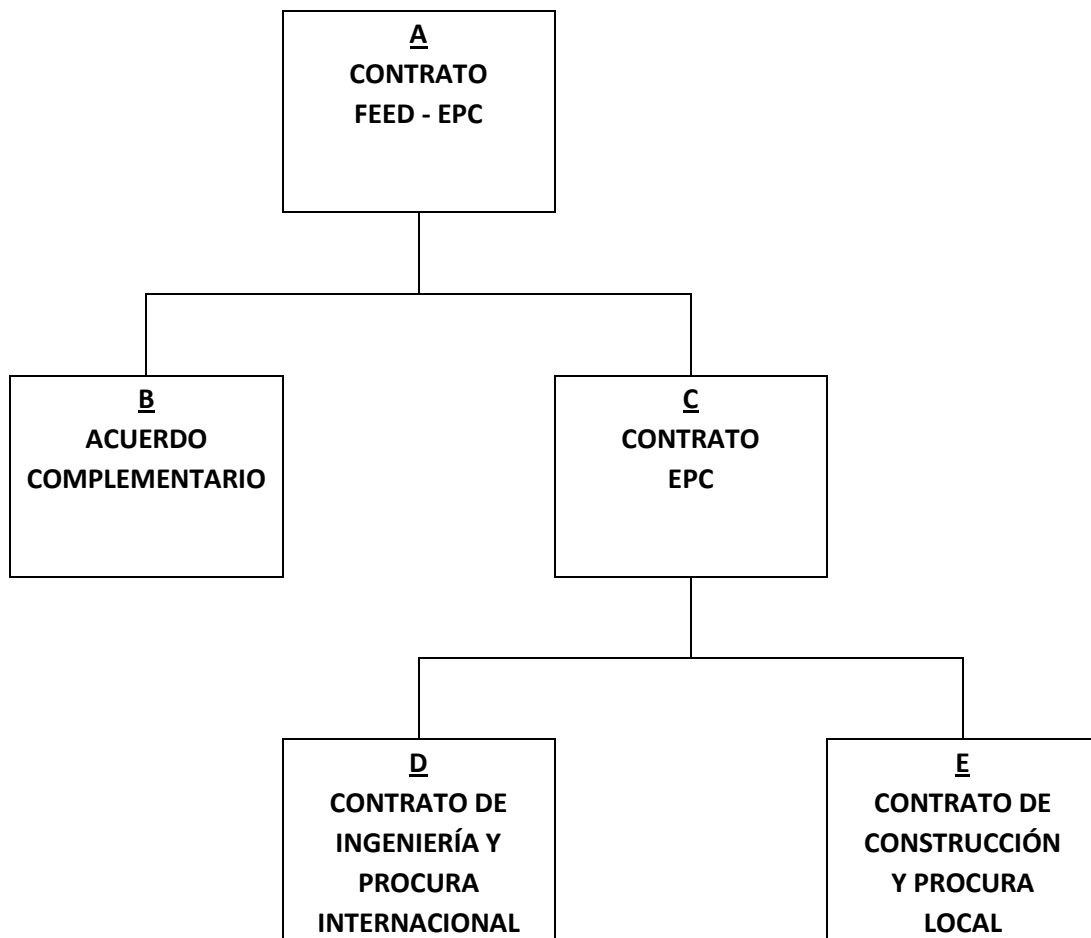 A
CONTRATO
FEED - EPC
B
ACUERDO
COMPLEMENTARIO
C
CONTRATO
EPC
D
CONTRATO DE
INGENIERÍA Y
PROCURA
INTERNACIONAL
E
CONTRATO DE
CONSTRUCCIÓN
Y PROCURA
LOCAL